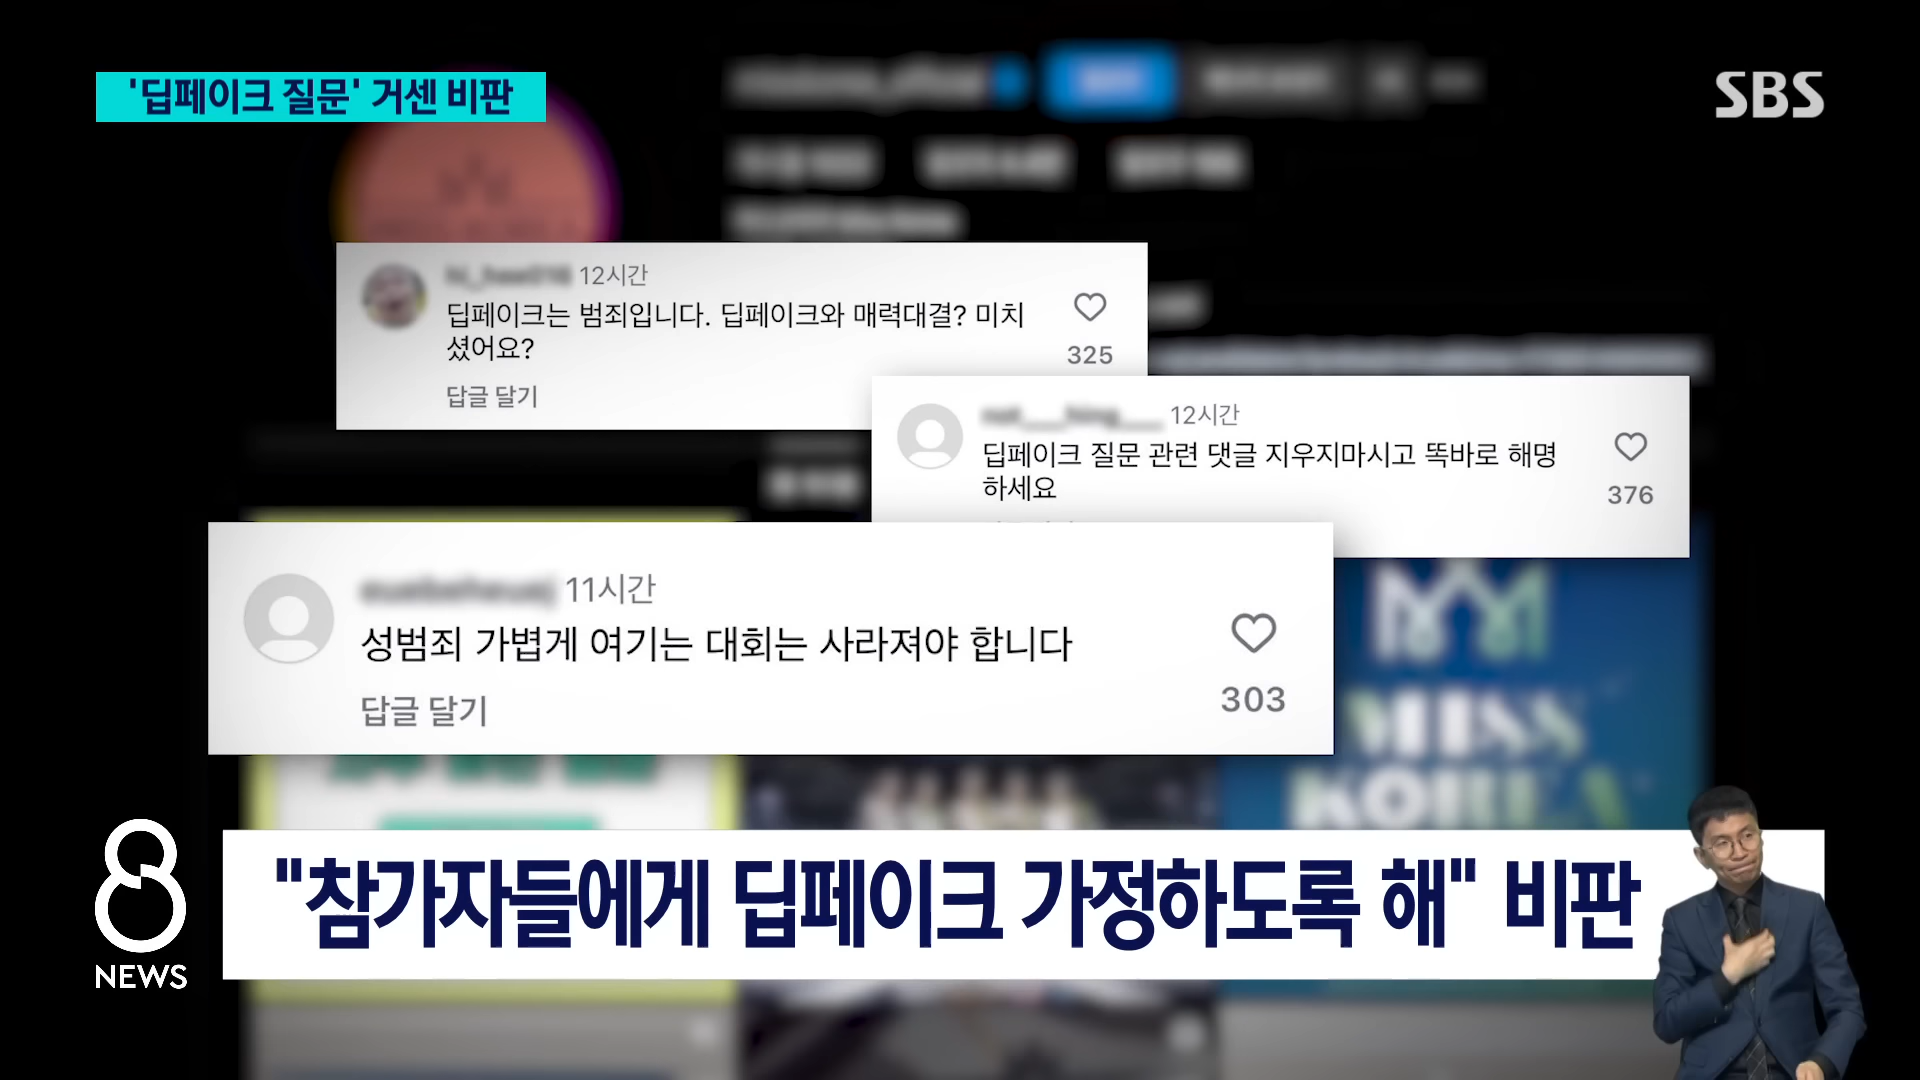 '딥페이크 질문' 거센 비판
SBS
12시간
딥페이크는 범죄입니다. 딥페이크와 매력대결? 미치
셨어요?
325
답글 달기
12시간
딥페이크 질문 관련 댓글 지우지마시고 똑바로 해명
하세요
376
11시간
성범죄 가볍게 여기는 대회는 사라져야 합니다
303
답글 달기
MISS
KOREA
8
NEWS
"참가자들에게 딥페이크 가정하도록 해" 비판